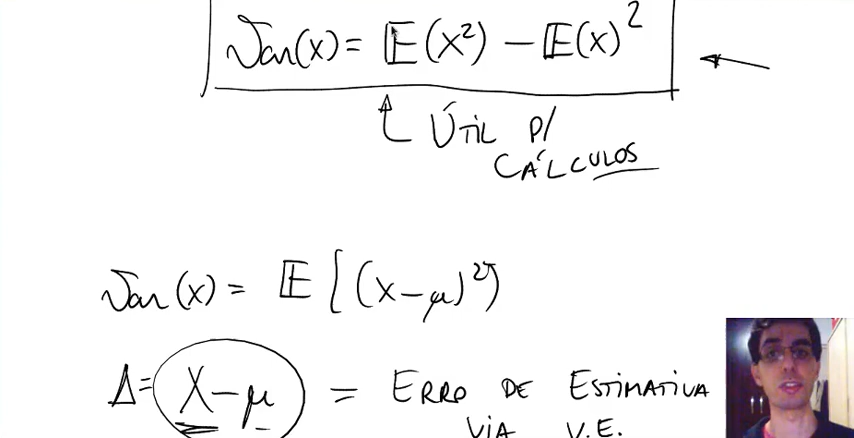 Var(x) = 𝔼(x²) − 𝔼(x)²
ÚTIL P/
CÁLCULOS
Var(x) = 𝔼[(x−μ)²]
Δ = X−μ = ERRO DE ESTIMATIVA
VIA V.E.